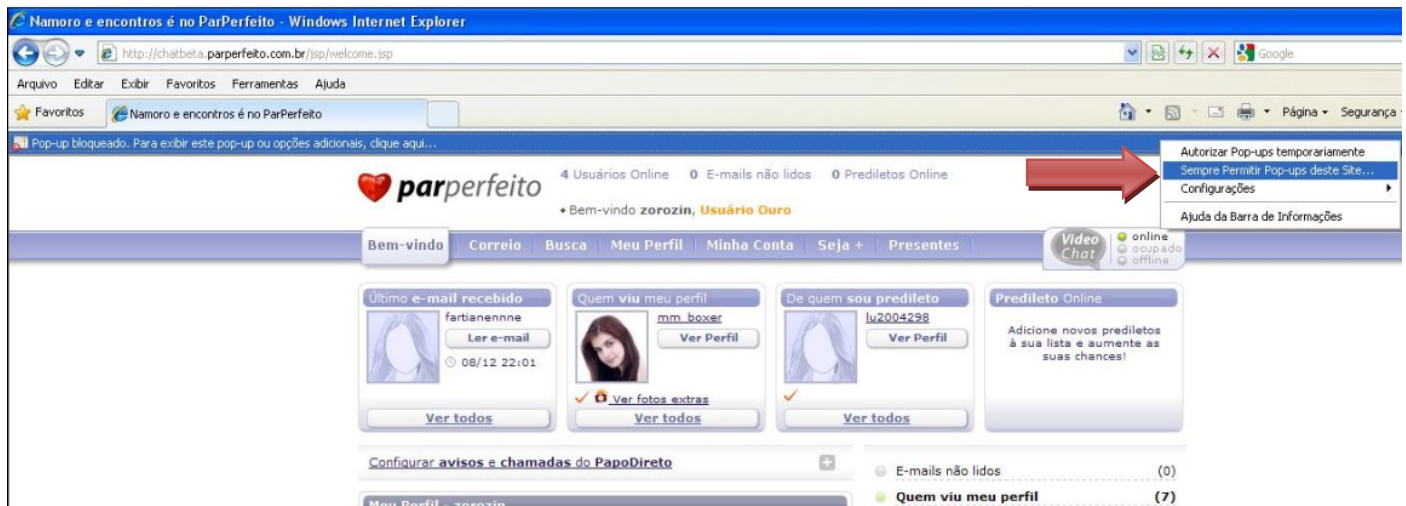 Namoro e encontros é no ParPerfeito - Windows Internet Explorer
http://chatbeta.parperfeito.com.br/jsp/welcome.jsp
Google
Arquivo Editar Exibir Favoritos Ferramentas Ajuda
Favoritos Namoro e encontros é no ParPerfeito Página Segurança
Pop-up bloqueado. Para exibir este pop-up ou opções adicionais, clique aqui...
Autorizar Pop-ups temporariamente
Sempre Permitir Pop-ups deste Site...
Configurações
Ajuda da Barra de Informações
parperfeito
4 Usuários Online 0 E-mails não lidos 0 Prediletos Online
Bem-vindo zorozin, Usuário Ouro
Bem-vindo Correio Busca Meu Perfil Minha Conta Seja + Presentes
Video Chat
online
ocupado
offline
Último e-mail recebido
fartianennne
Ler e-mail
08/12 22:01
Ver todos
Quem viu meu perfil
mm_boxer
Ver Perfil
Ver fotos extras
Ver todos
De quem sou predileto
lu2004298
Ver Perfil
Ver todos
Predileto Online
Adicione novos prediletos
à sua lista e aumente as
suas chances!
Configurar avisos e chamadas do PapoDireto
E-mails não lidos (0)
Meu Perfil - zorozin
Quem viu meu perfil (7)